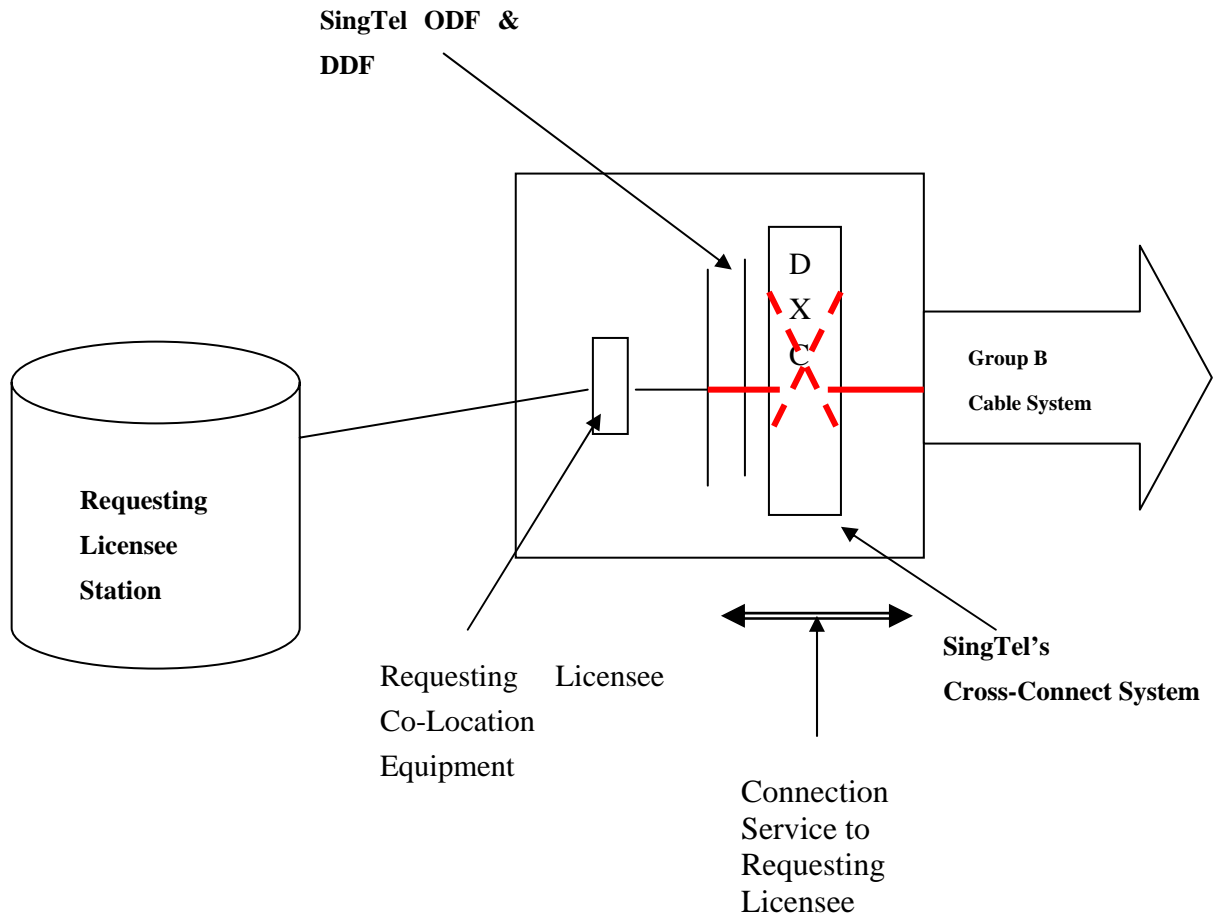 SingTel ODF &
DDF
D
X
C
Group B
Cable System
Requesting
Licensee
Station
SingTel’s
Cross-Connect System
Requesting Licensee
Co-Location
Equipment
Connection
Service to
Requesting
Licensee